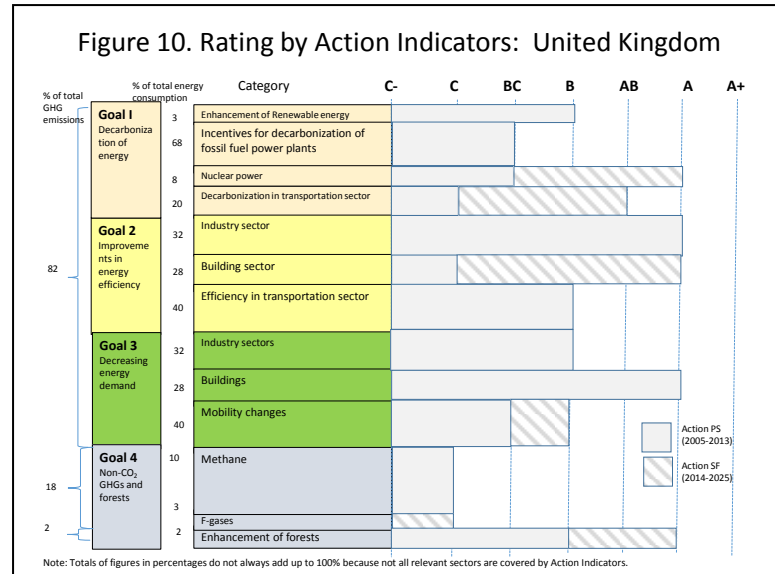 Figure 10. Rating by Action Indicators: United Kingdom
% of total
GHG
emissions
% of total energy
consumption
Category
C-
C
BC
B
AB
A
A+
Goal I
Decarboniza
tion of
energy
3
Enhancement of Renewable energy
68
Incentives for decarbonization of
fossil fuel power plants
8
Nuclear power
20
Decarbonization in transportation sector
82
Goal 2
Improveme
nts in
energy
efficiency
32
Industry sector
28
Building sector
40
Efficiency in transportation sector
Goal 3
Decreasing
energy
demand
32
Industry sectors
28
Buildings
40
Mobility changes
Action PS
(2005-2013)
Action SF
(2014-2025)
18
2
Goal 4
Non-CO₂
GHGs and
forests
10
Methane
3
F-gases
2
Enhancement of forests
Note: Totals of figures in percentages do not always add up to 100% because not all relevant sectors are covered by Action Indicators.